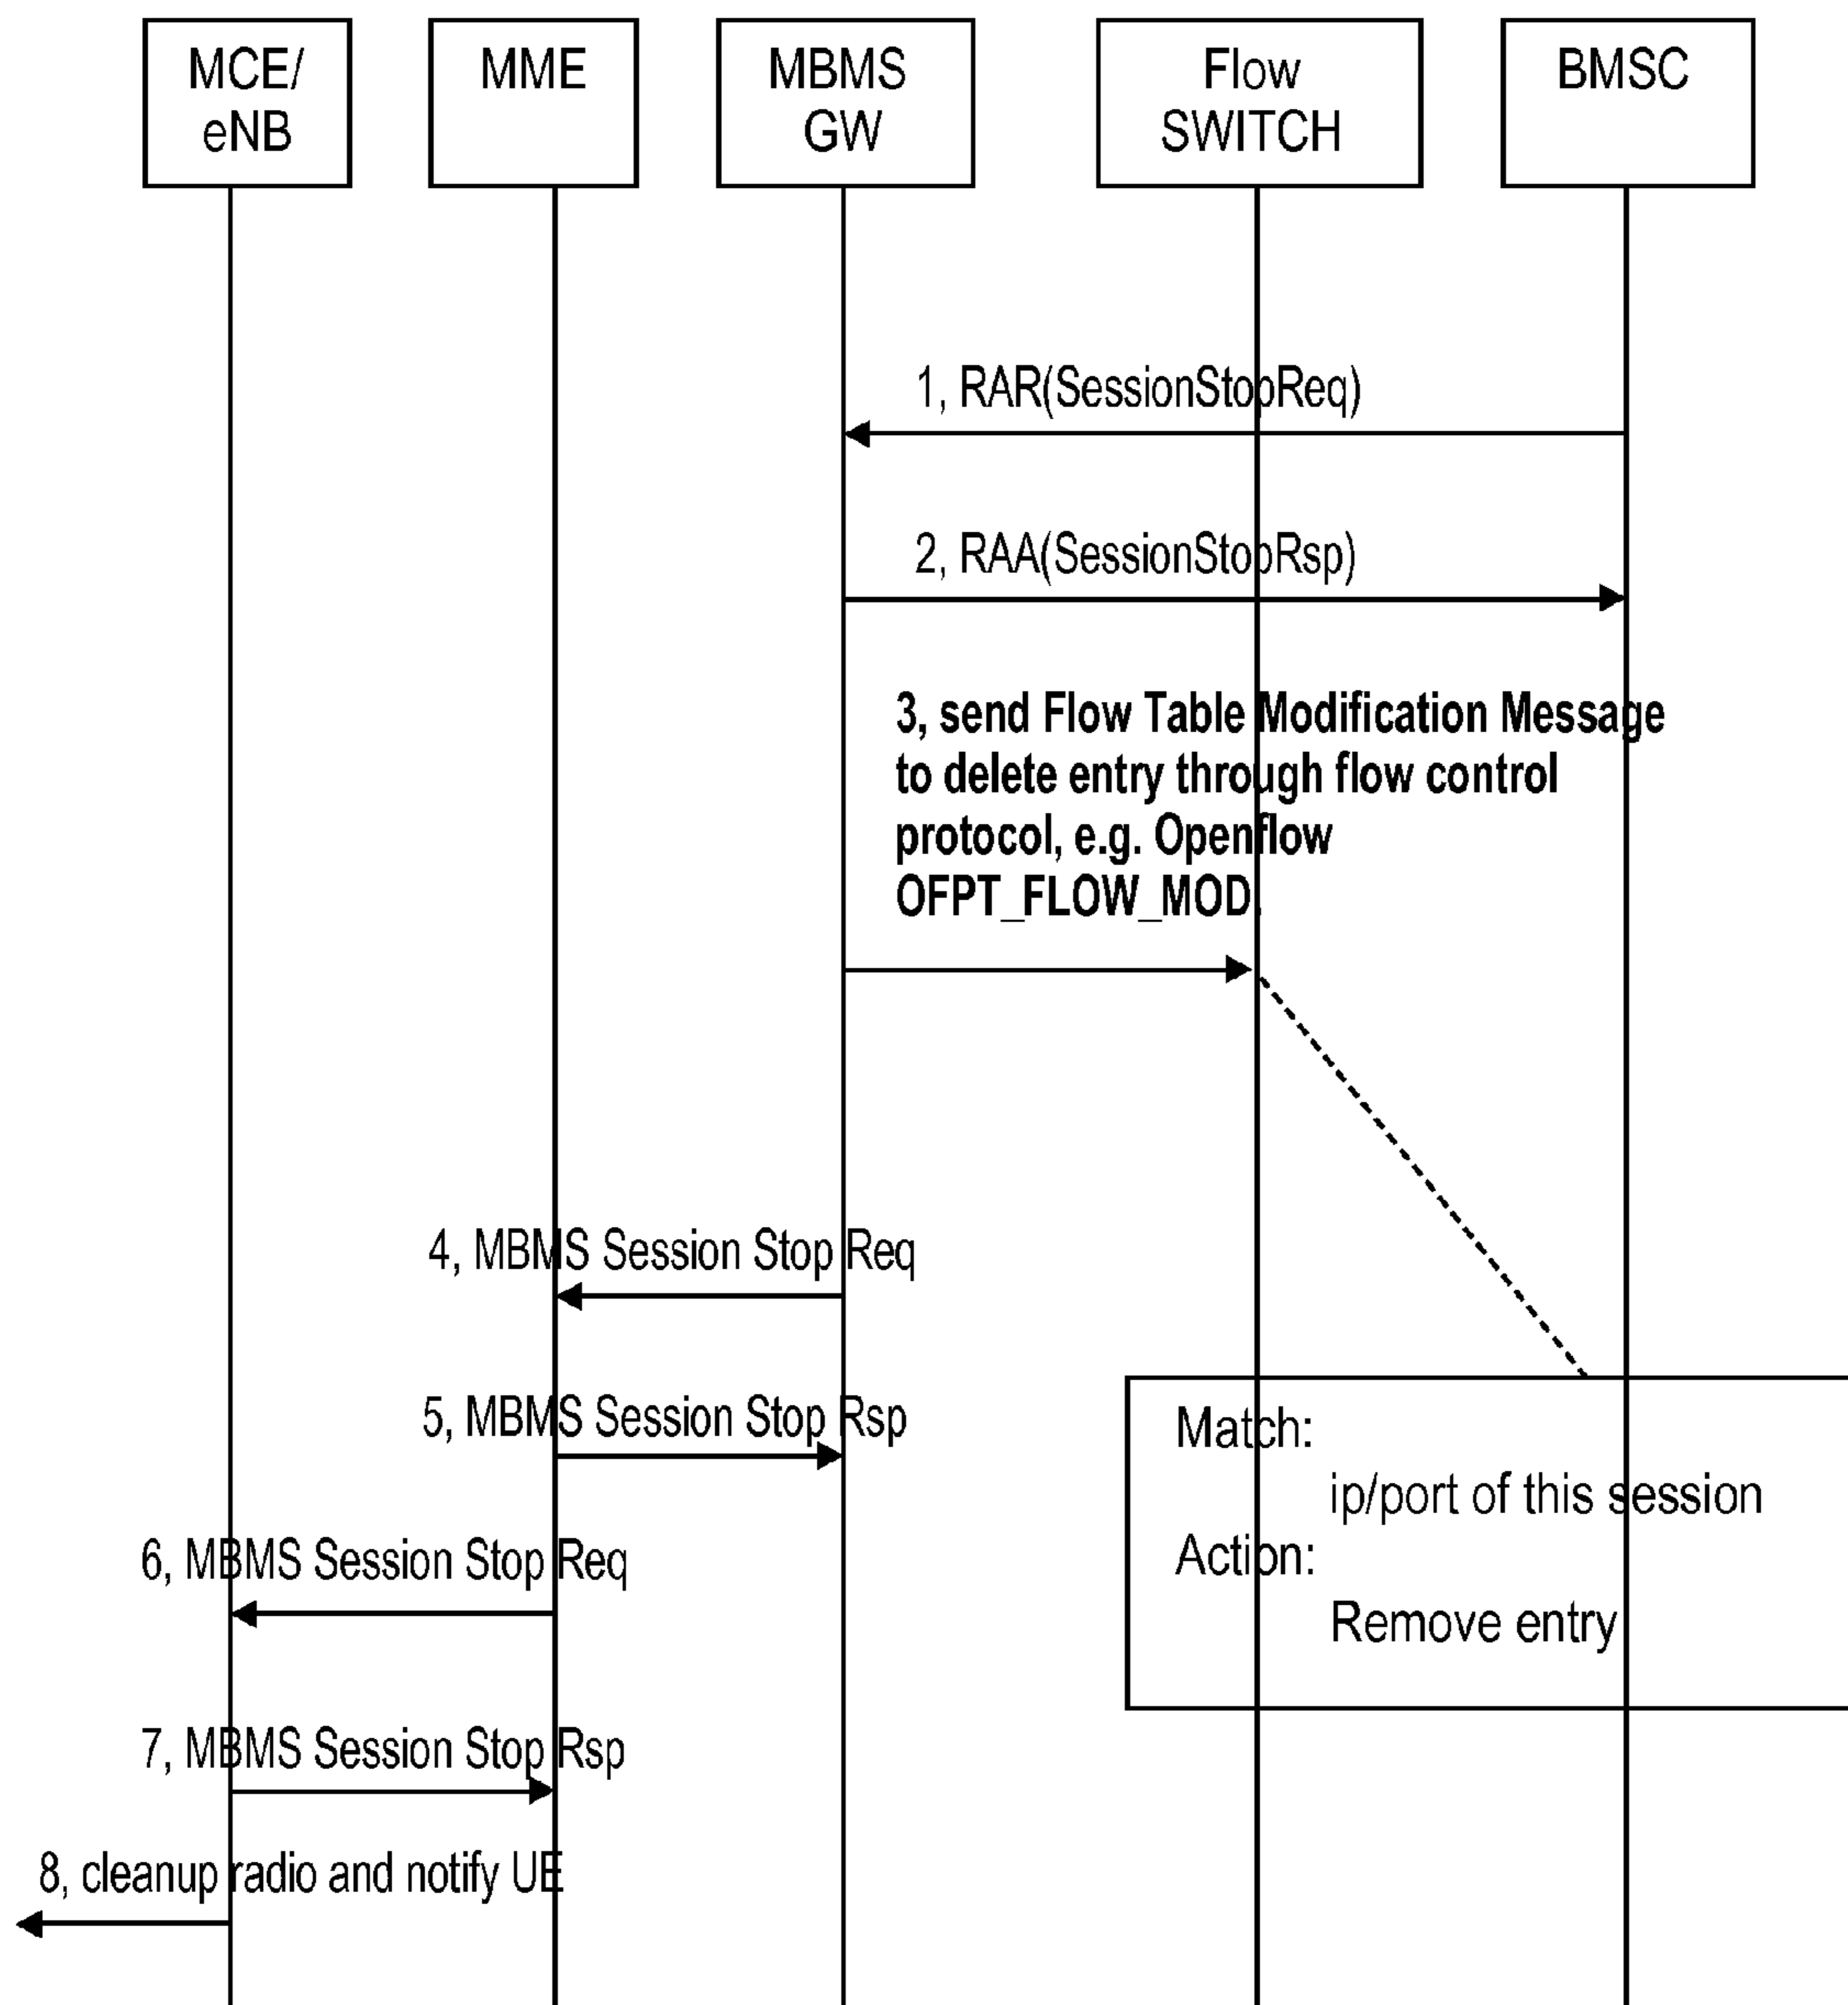 MCE/
eNB
MME
MBMS
GW
Flow
SWITCH
BMSC
1, RAR(SessionStopReq)
2, RAA(SessionStopRsp)
3, send Flow Table Modification Message
to delete entry through flow control
protocol, e.g. Openflow
OFPT_FLOW_MOD.
4, MBMS Session Stop Req
5, MBMS Session Stop Rsp
Match:
ip/port of this session
Action:
Remove entry
6, MBMS Session Stop Req
7, MBMS Session Stop Rsp
8, cleanup radio and notify UE